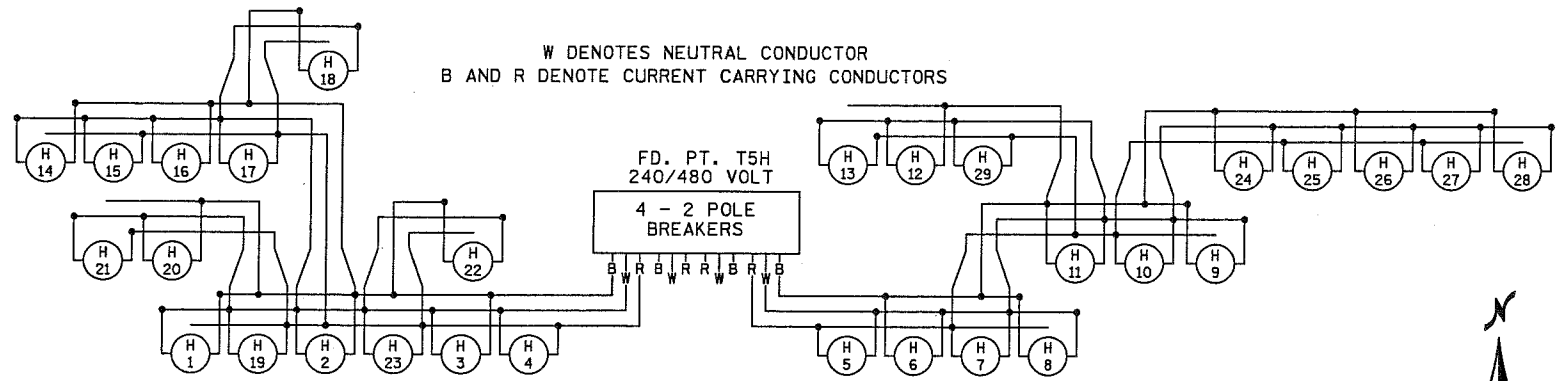 W DENOTES NEUTRAL CONDUCTOR
B AND R DENOTE CURRENT CARRYING CONDUCTORS
H 18
H 14 H 15 H 16 H 17
H 13 H 12 H 29
H 24 H 25 H 26 H 27 H 28
FD. PT. T5H
240/480 VOLT
4 - 2 POLE
BREAKERS
H 21 H 20
H 22
H 11 H 10 H 9
B W R B W R R W B R W B
H 1 H 19 H 2 H 23 H 3 H 4
H 5 H 6 H 7 H 8
N